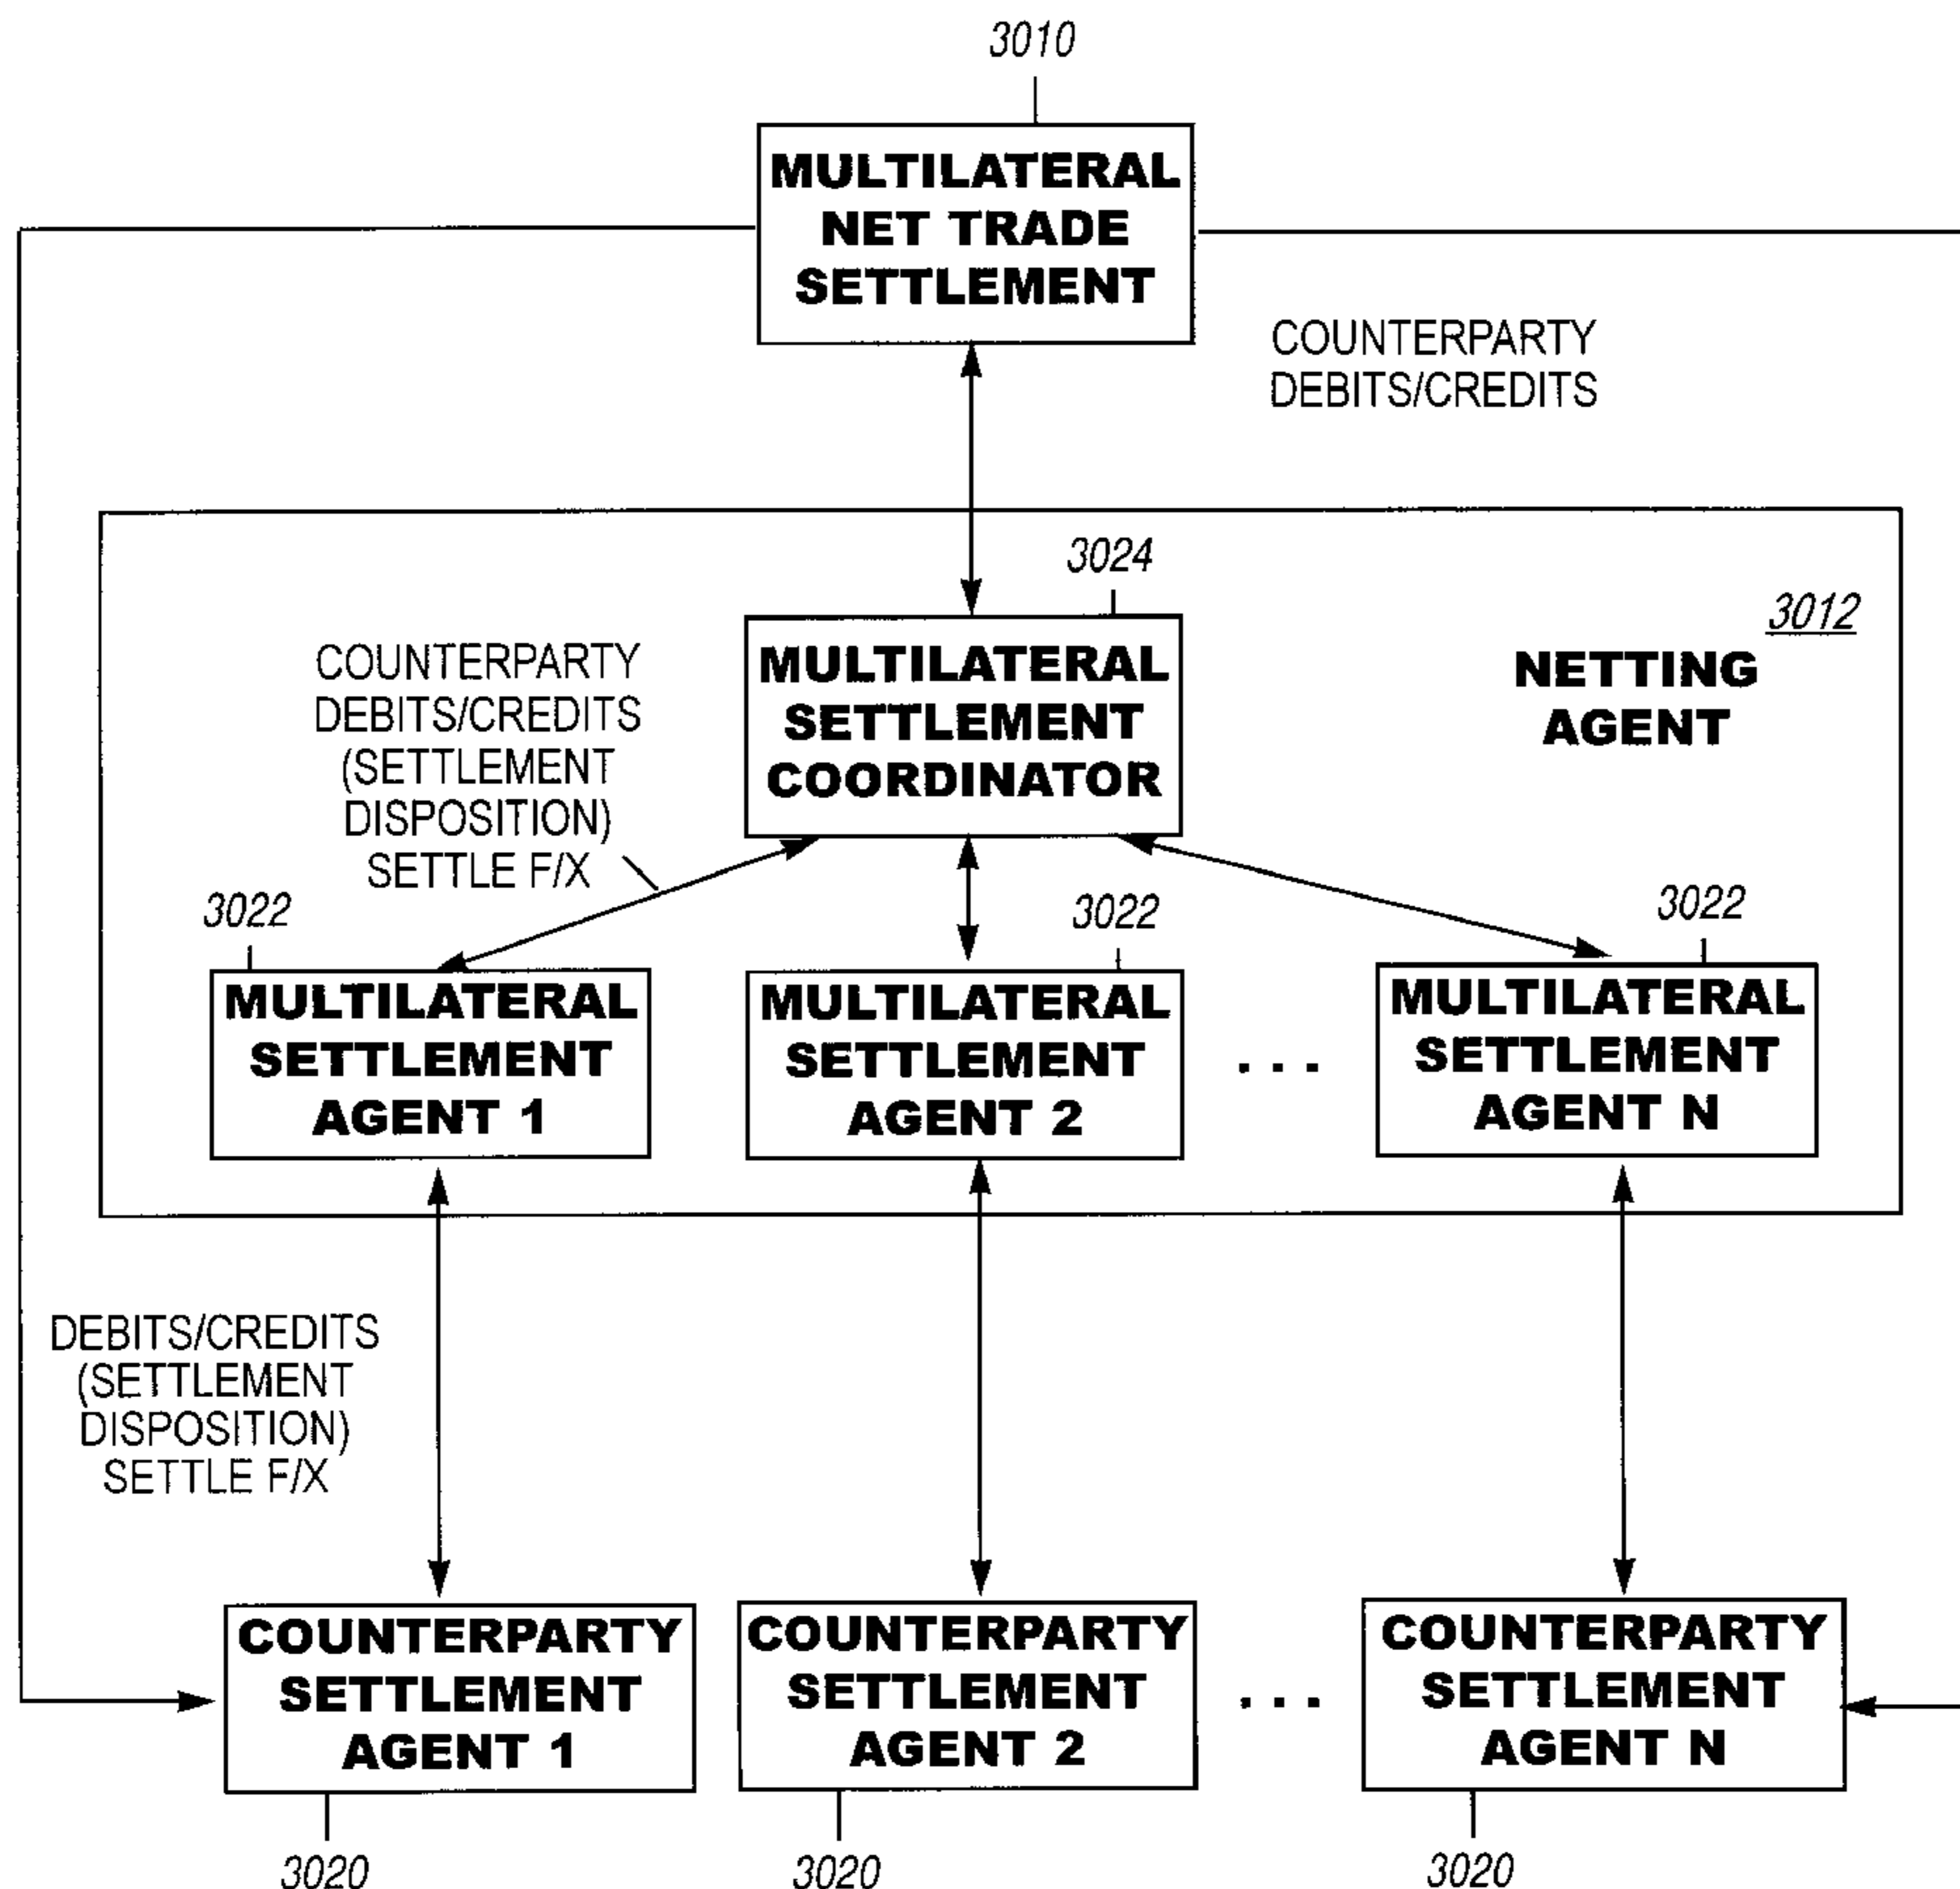 3010
MULTILATERAL
NET TRADE
SETTLEMENT
COUNTERPARTY
DEBITS/CREDITS
3024
3012
NETTING
AGENT
COUNTERPARTY
DEBITS/CREDITS
(SETTLEMENT
DISPOSITION)
SETTLE F/X
MULTILATERAL
SETTLEMENT
COORDINATOR
3022
3022
3022
MULTILATERAL
SETTLEMENT
AGENT 1
MULTILATERAL
SETTLEMENT
AGENT 2
...
MULTILATERAL
SETTLEMENT
AGENT N
DEBITS/CREDITS
(SETTLEMENT
DISPOSITION)
SETTLE F/X
COUNTERPARTY
SETTLEMENT
AGENT 1
COUNTERPARTY
SETTLEMENT
AGENT 2
...
COUNTERPARTY
SETTLEMENT
AGENT N
3020
3020
3020